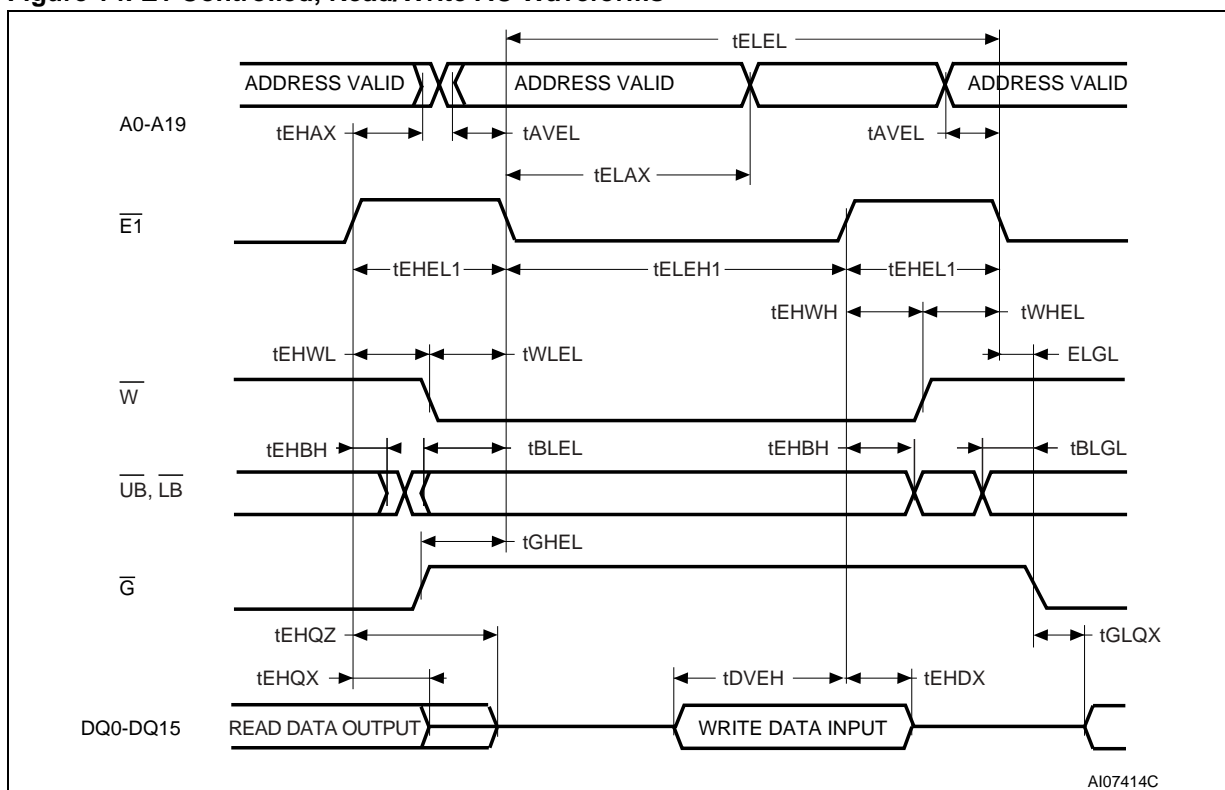 Figure 14. E1 Controlled, Read/Write AC Waveforms
tELEL
ADDRESS VALID ADDRESS VALID ADDRESS VALID
A0-A19
tEHAX tAVEL tAVEL
tELAX
E1
tEHEL1 tELEH1 tEHEL1
tEHWH tWHEL
tEHWL tWLEL ELGL
W
tEHBH tBLEL tEHBH tBLGL
UB, LB
tGHEL
G
tEHQZ tGLQX
tEHQX tDVEH tEHDX
DQ0-DQ15 READ DATA OUTPUT WRITE DATA INPUT
AI07414C